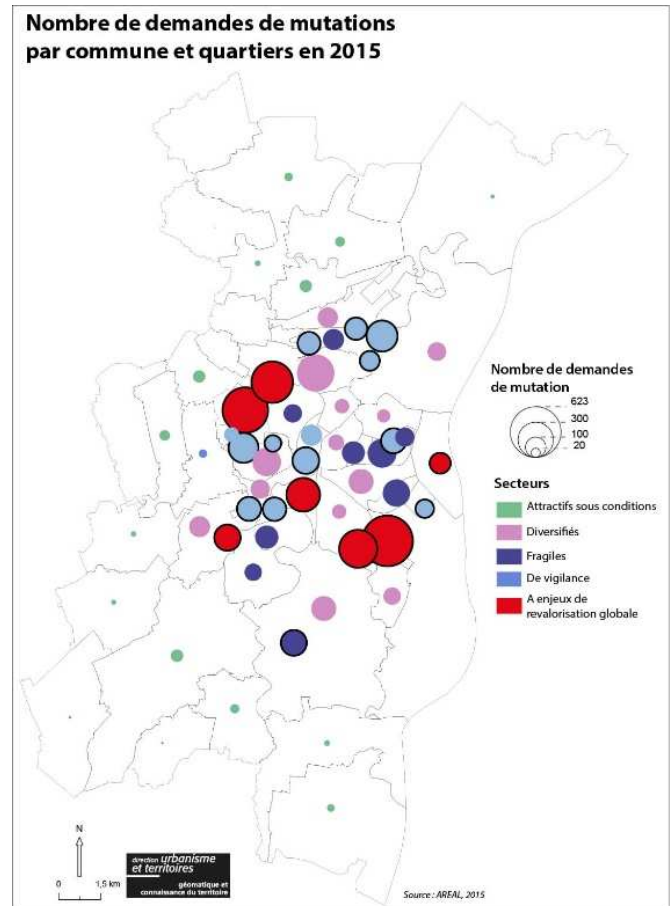 Nombre de demandes de mutations
par commune et quartiers en 2015
Nombre de demandes
de mutation
623
300
100
20
Secteurs
Attractifs sous conditions
Diversifiés
Fragiles
De vigilance
A enjeux de
revalorisation globale
N
0 1,5 km
direction urbanisme
et territoires
géomatique et
connaissance du territoire
Source : AREAL, 2015